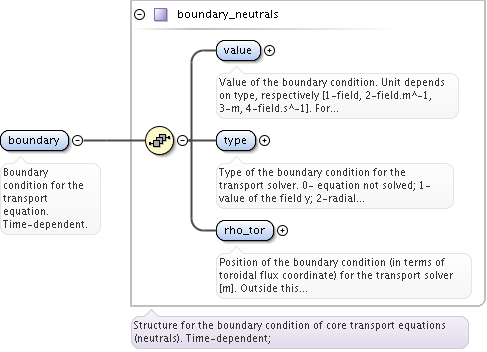 boundary_neutrals
value
Value of the boundary condition. Unit depends
on type, respectively [1-field, 2-field.m^-1,
3-m, 4-field.s^-1]. For...
boundary
Boundary
condition for the
transport
equation.
Time-dependent.
type
Type of the boundary condition for the
transport solver. 0- equation not solved; 1-
value of the field y; 2-radial...
rho_tor
Position of the boundary condition (in terms of
toroidal flux coordinate) for the transport solver
[m]. Outside this...
Structure for the boundary condition of core transport equations
(neutrals). Time-dependent;